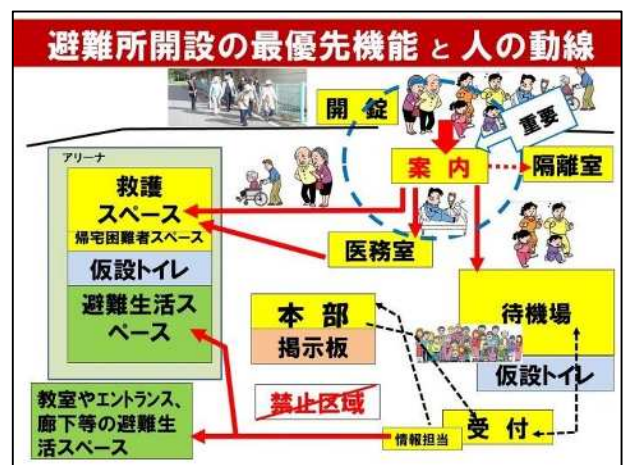 避難所開設の最優先機能 と 人の動線
開 錠
重要
案 内
隔離室
アリーナ
救護
スペース
帰宅困難者スペース
仮設トイレ
避難生活ス
ペース
医務室
本 部
掲示板
待機場
仮設トイレ
禁止区域
教室やエントランス、
廊下等の避難生
活スペース
情報担当
受 付